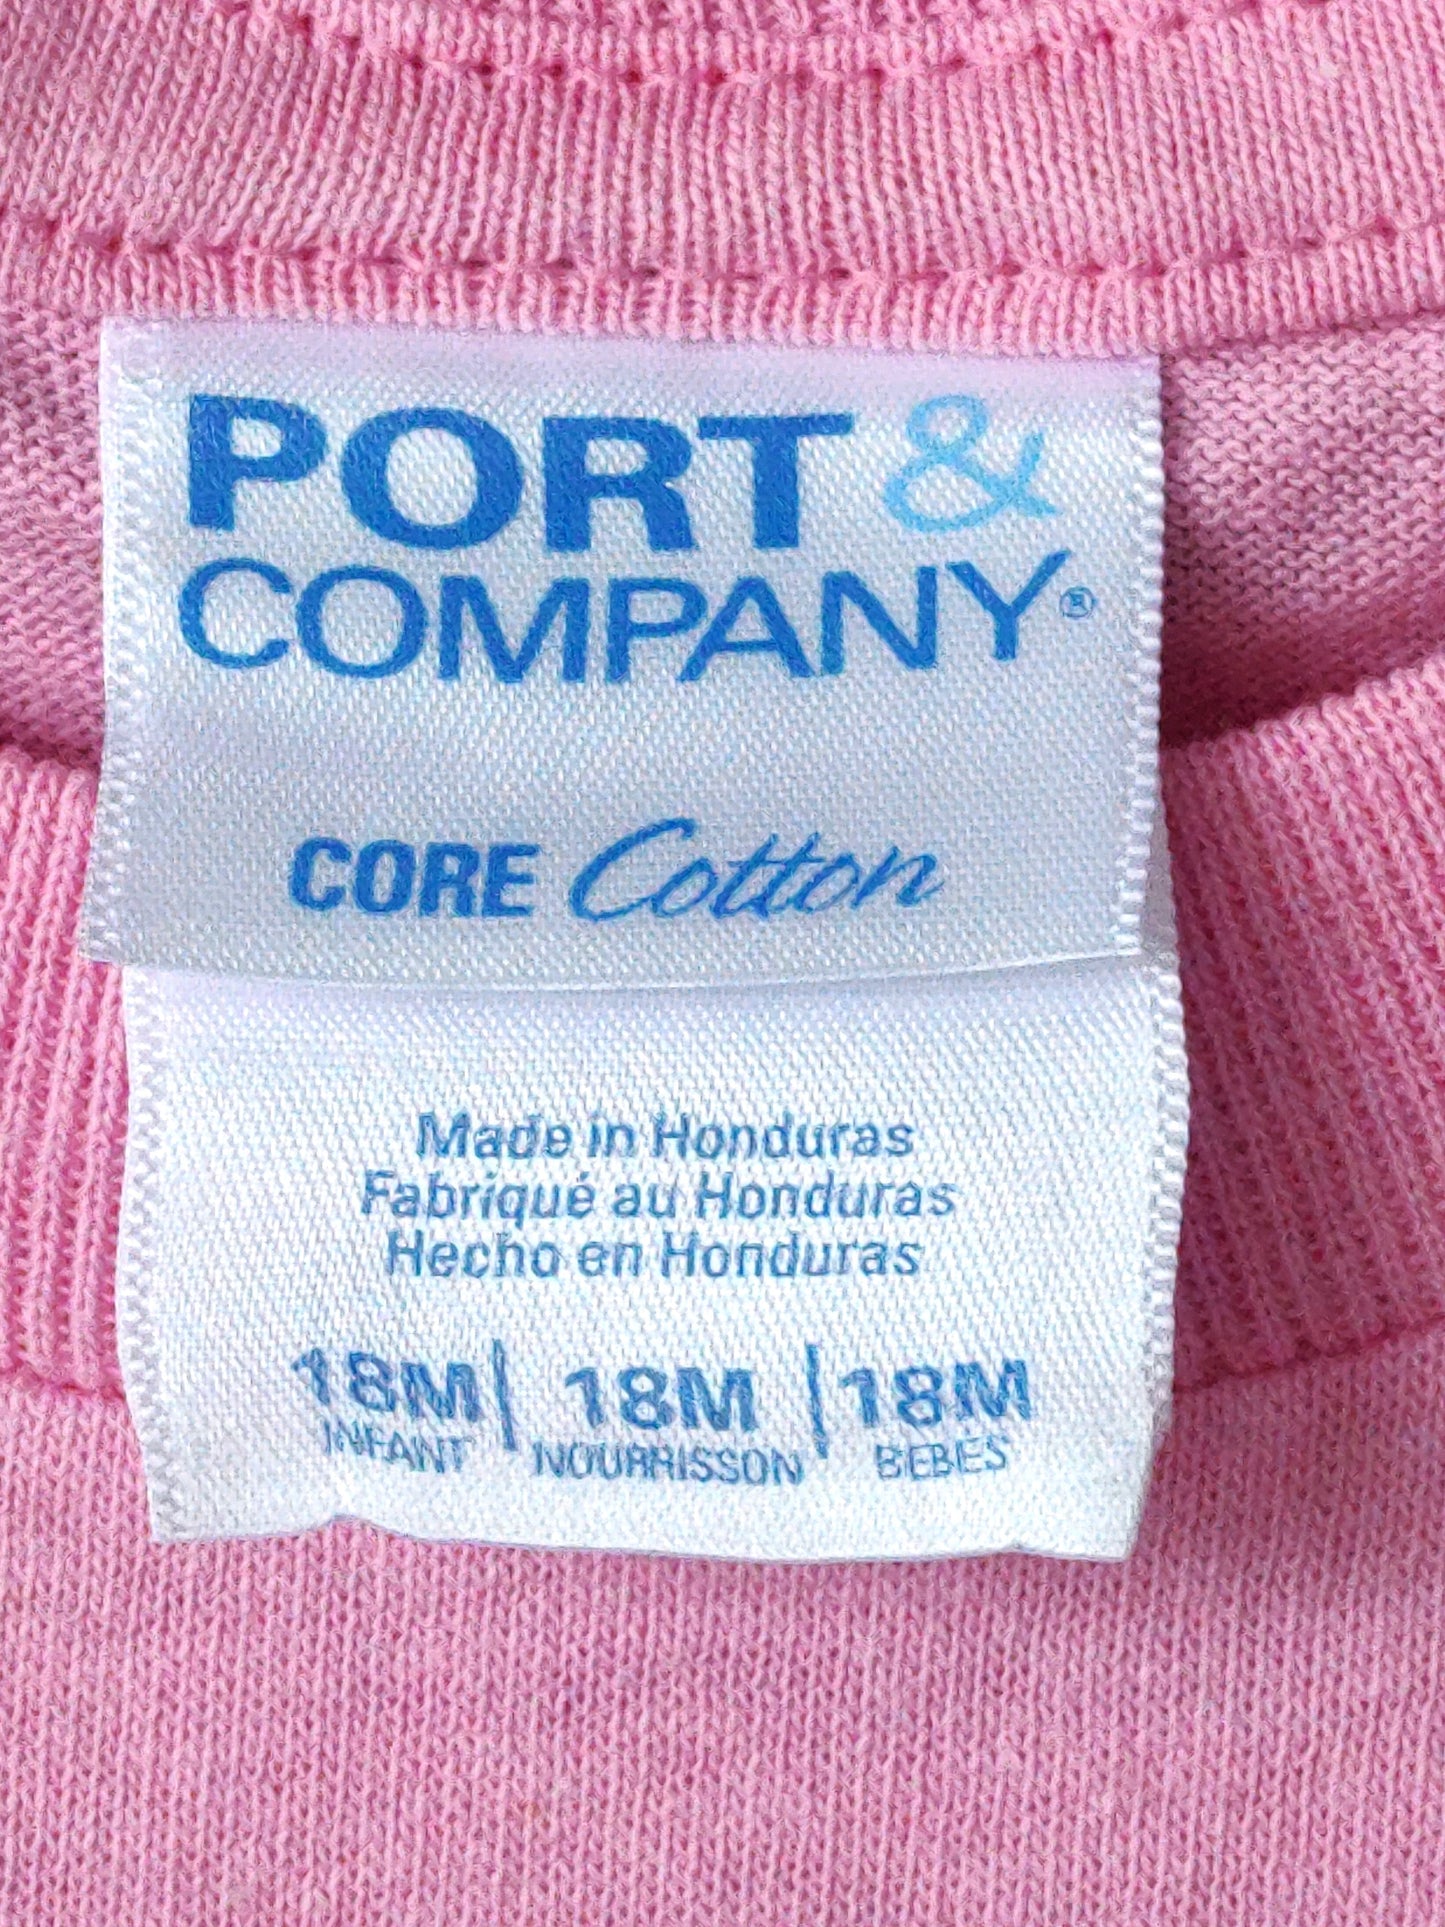 PORT &
COMPANY®
CORE Cotton
Made in Honduras
Fabriqué au Honduras
Hecho en Honduras
18M | 18M | 18M
INFANT NOURRISSON BEBES